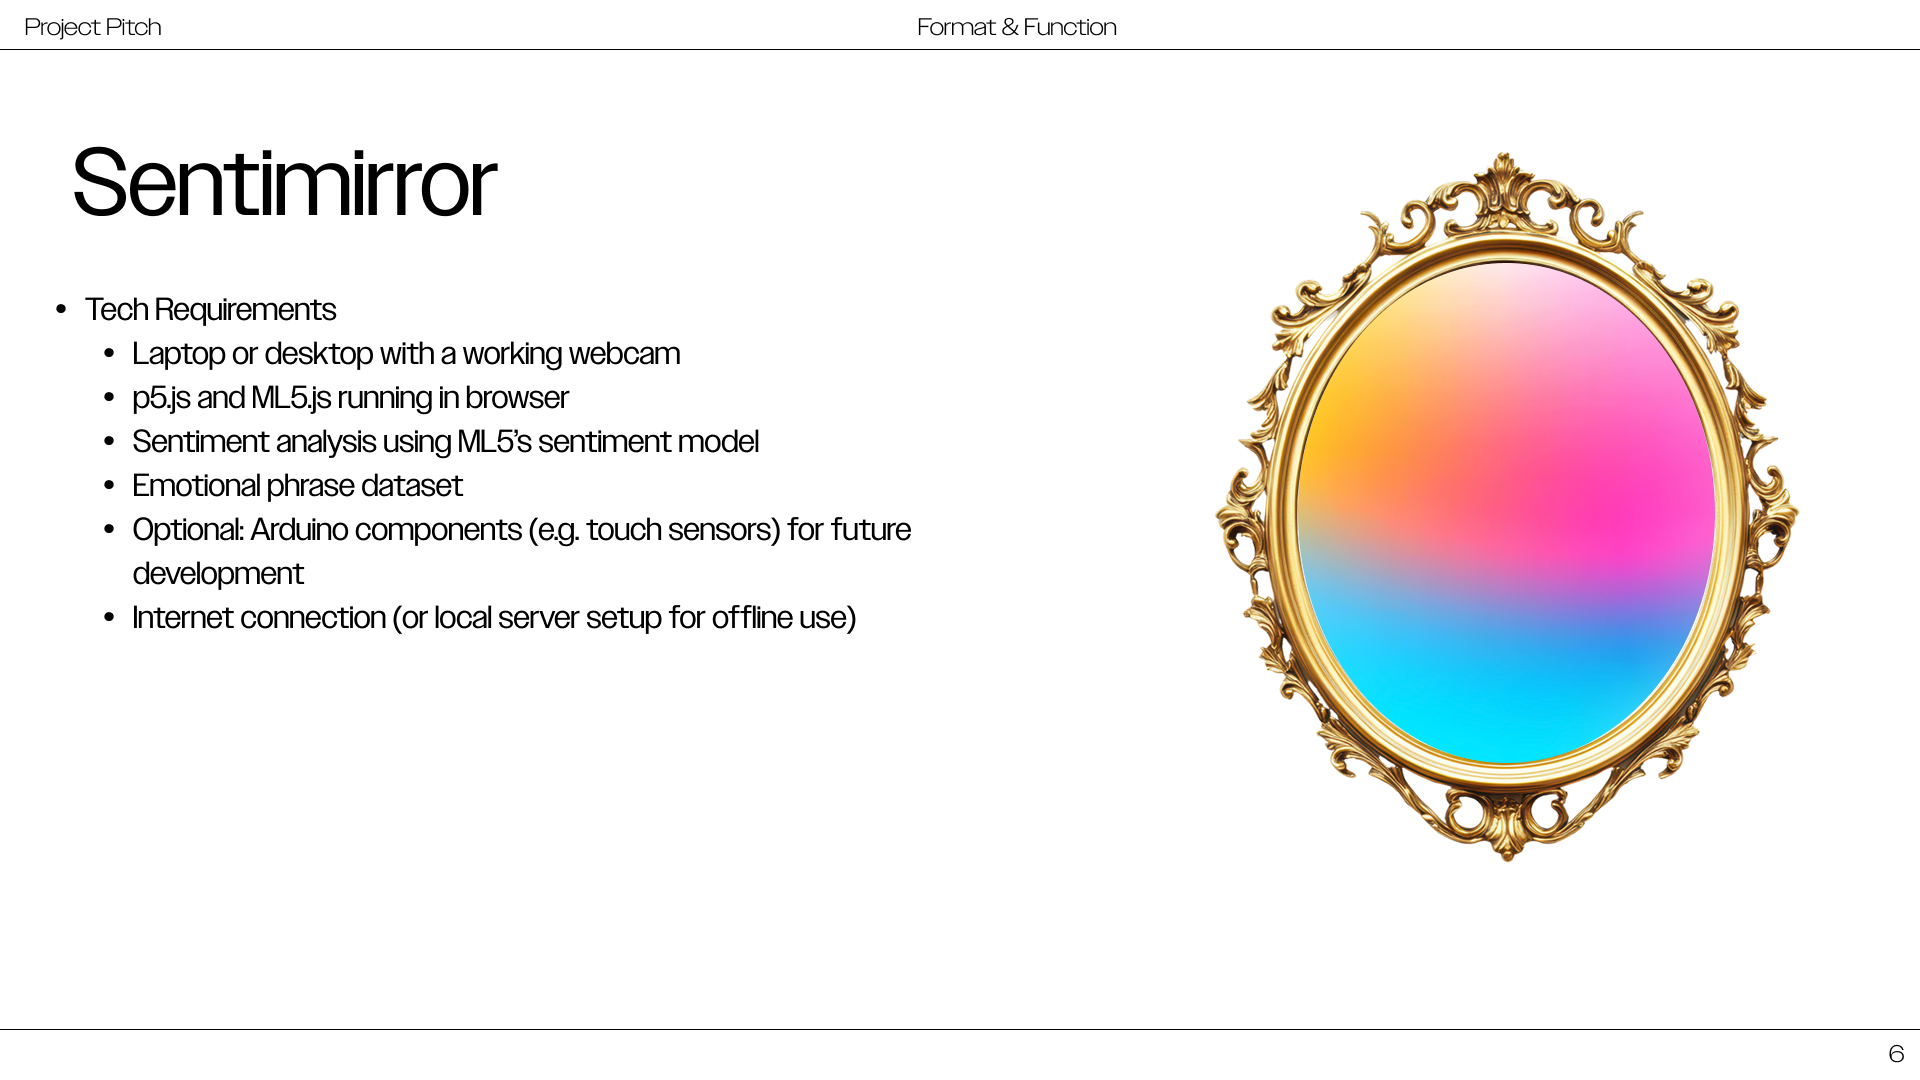 Project Pitch
Format & Function
Sentimirror
• Tech Requirements
• Laptop or desktop with a working webcam
• p5.js and ML5.js running in browser
• Sentiment analysis using ML5’s sentiment model
• Emotional phrase dataset
• Optional: Arduino components (e.g. touch sensors) for future
development
• Internet connection (or local server setup for offline use)
6